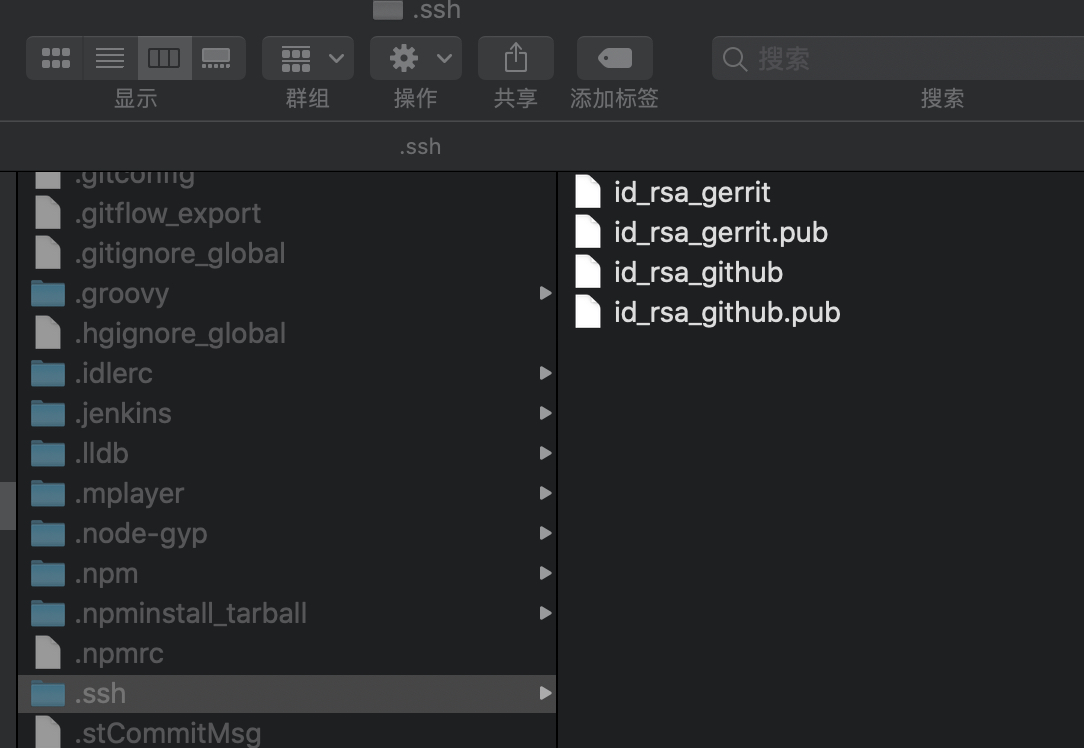 .ssh
搜索
显示
群组
操作
共享
添加标签
搜索
.ssh
.gitconfig
.gitflow_export
.gitignore_global
.groovy
.hgignore_global
.idlerc
.jenkins
.lldb
.mplayer
.node-gyp
.npm
.npminstall_tarball
.npmrc
.ssh
.stCommitMsg
id_rsa_gerrit
id_rsa_gerrit.pub
id_rsa_github
id_rsa_github.pub